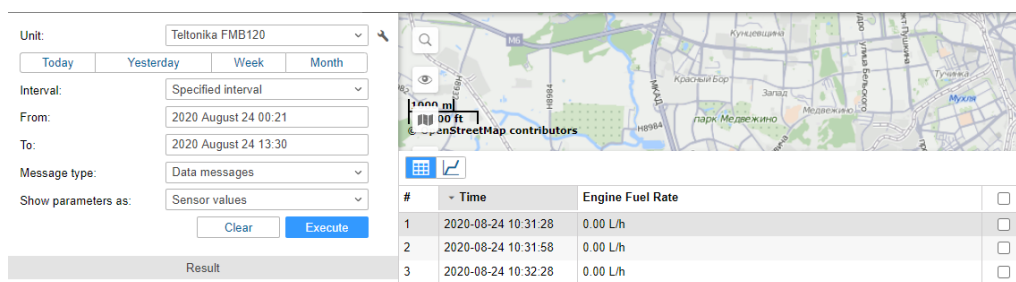 Unit:
Teltonika FMB120
Today
Yesterday
Week
Month
Interval:
Specified interval
From:
2020 August 24 00:21
To:
2020 August 24 13:30
Message type:
Data messages
Show parameters as:
Sensor values
Clear
Execute
Result
M6
Кунцевщина
Красный Бор
Запад
Медвежино
парк Медвежино
МКАД
H8984
H8984
улица Бельского
Тучинка
Мухля
1000 m
00 ft
OpenStreetMap contributors
# Time Engine Fuel Rate
1 2020-08-24 10:31:28 0.00 L/h
2 2020-08-24 10:31:58 0.00 L/h
3 2020-08-24 10:32:28 0.00 L/h